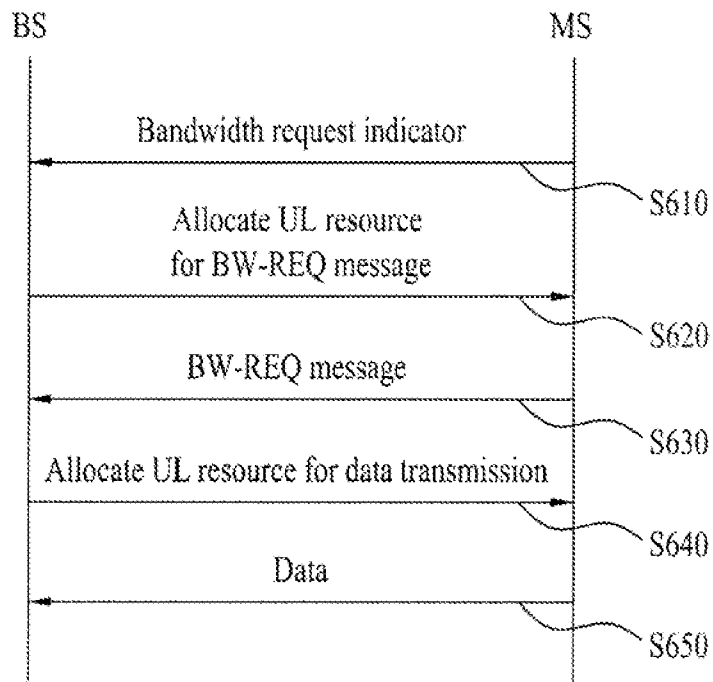 BS
MS
Bandwidth request indicator
S610
Allocate UL resource
for BW-REQ message
S620
BW-REQ message
S630
Allocate UL resource for data transmission
S640
Data
S650